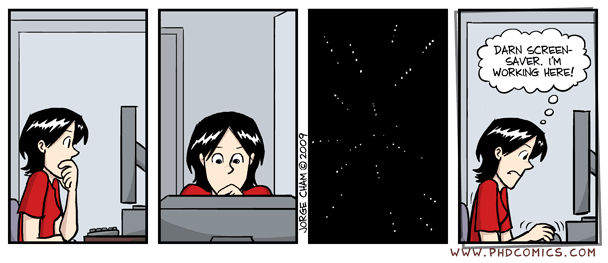 JORGE CHAM © 2009
DARN SCREEN-
SAVER. I'M
WORKING HERE!
WWW.PHDCOMICS.COM